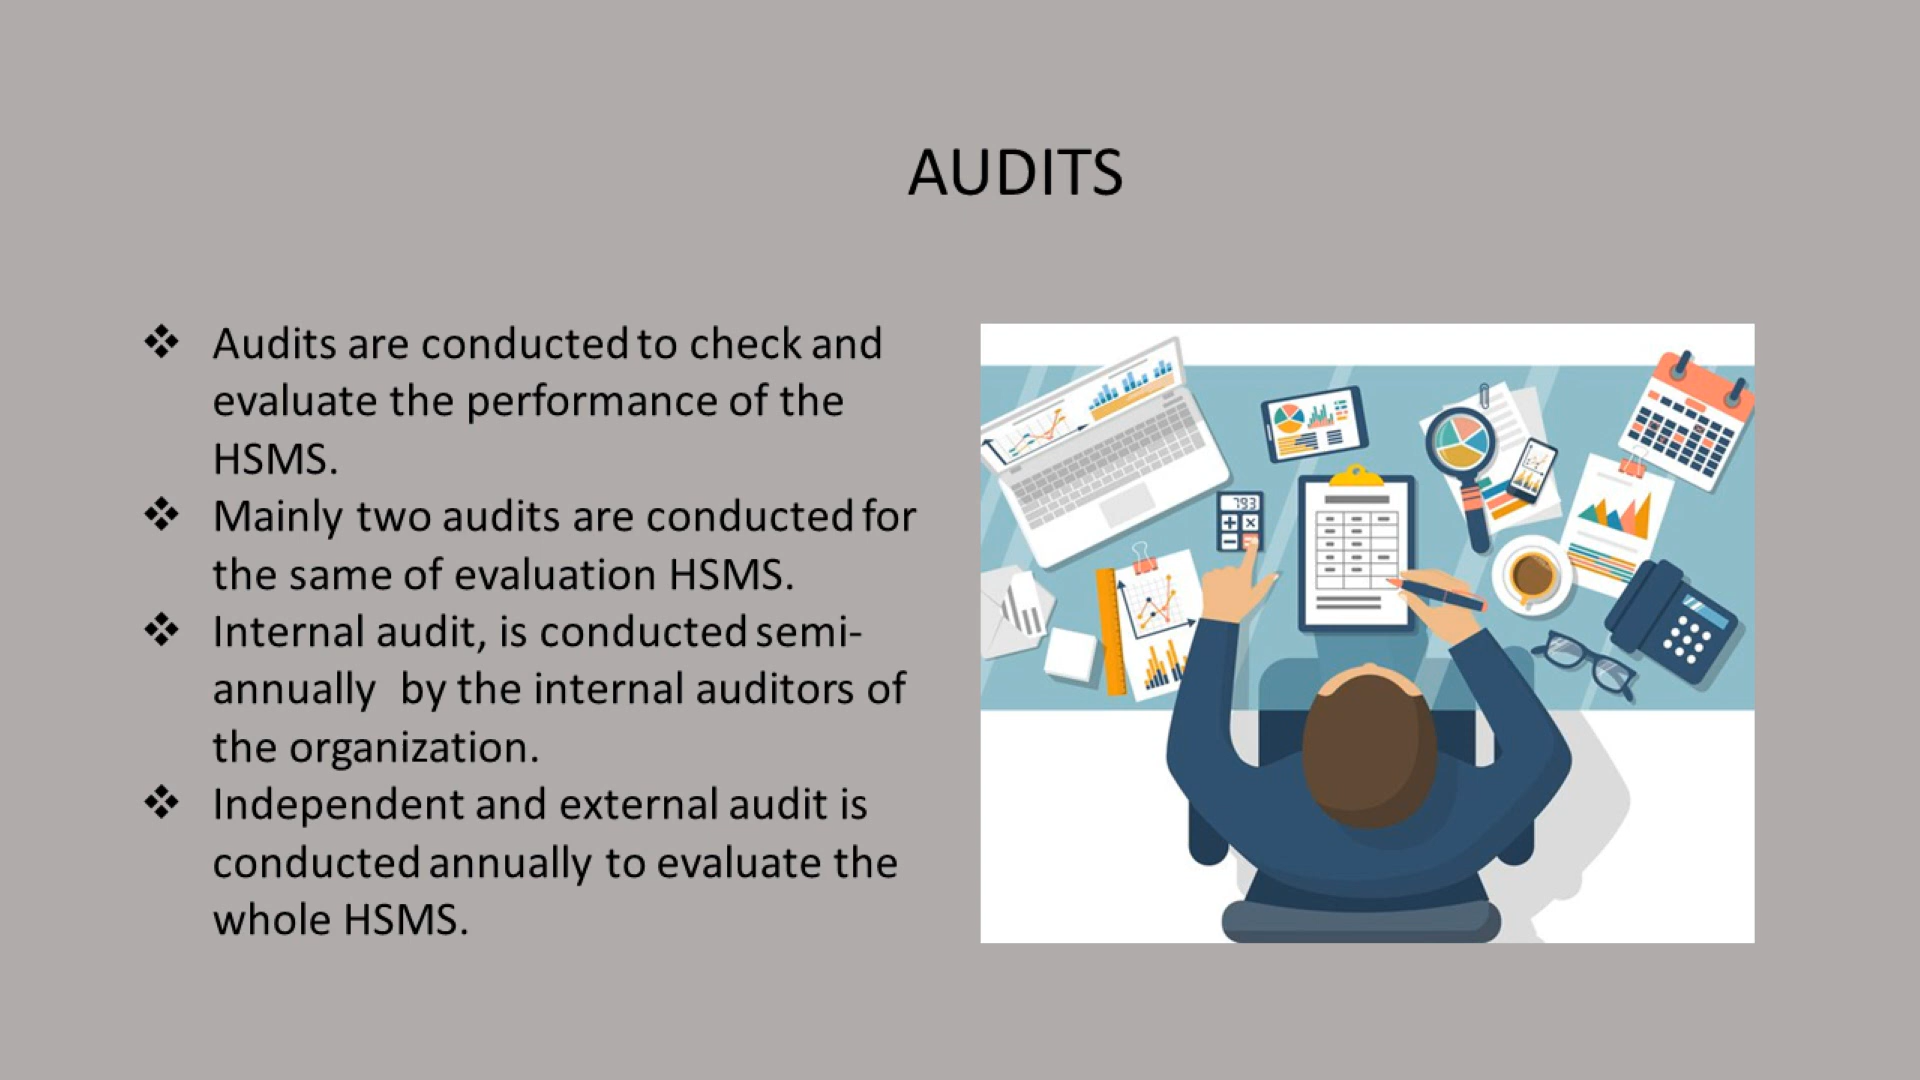 AUDITS
❖ Audits are conducted to check and
evaluate the performance of the
HSMS.
❖ Mainly two audits are conducted for
the same of evaluation HSMS.
❖ Internal audit, is conducted semi-
annually  by the internal auditors of
the organization.
❖ Independent and external audit is
conducted annually to evaluate the
whole HSMS.
793
+ ×
−